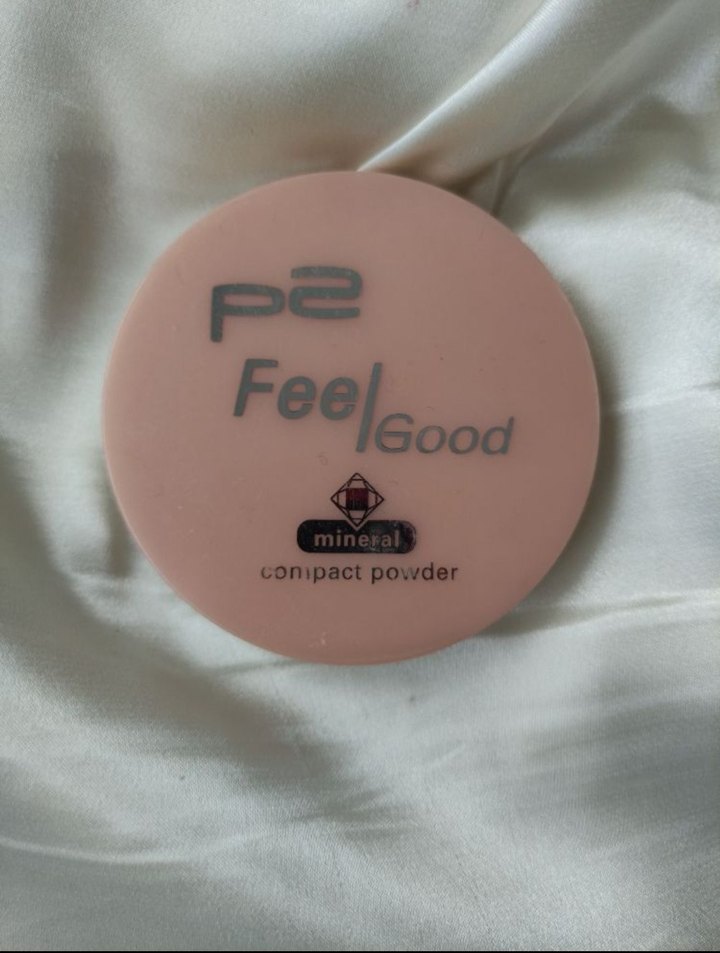 p2
Feel
Good
mineral
compact powder